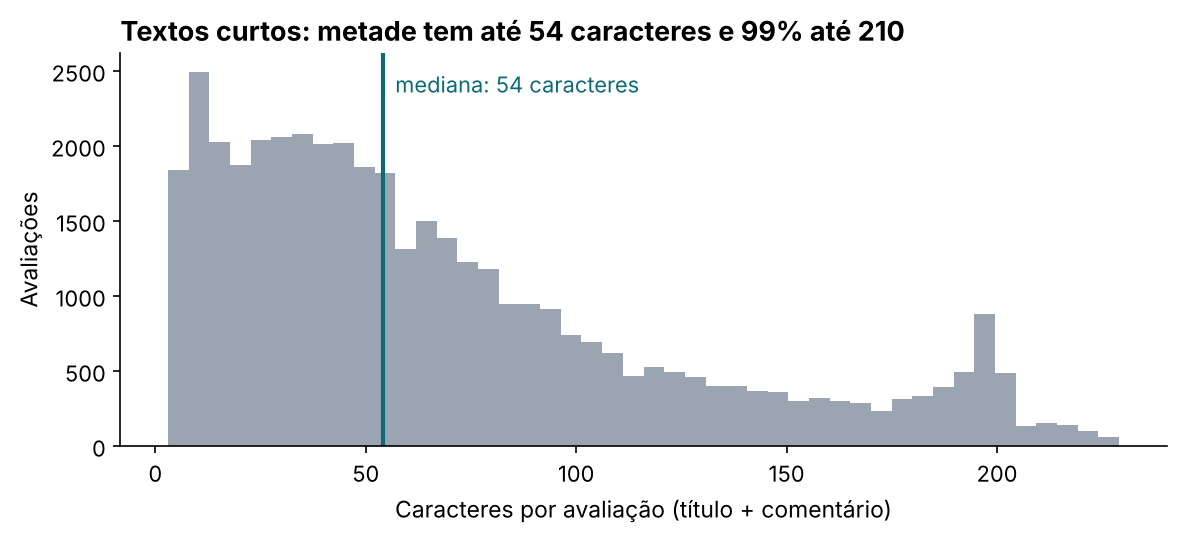 Textos curtos: metade tem até 54 caracteres e 99% até 210
mediana: 54 caracteres
Avaliações
2500
2000
1500
1000
500
0
0 50 100 150 200
Caracteres por avaliação (título + comentário)